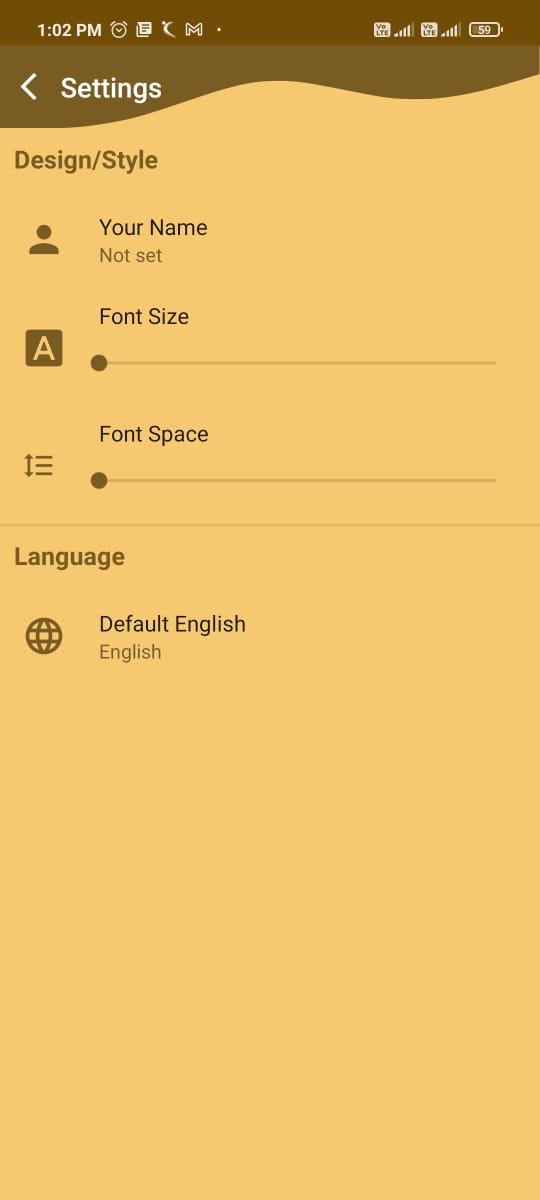 1:02 PM
Vo LTE Vo LTE 59
Settings
Design/Style
Your Name
Not set
Font Size
A
Font Space
Language
Default English
English